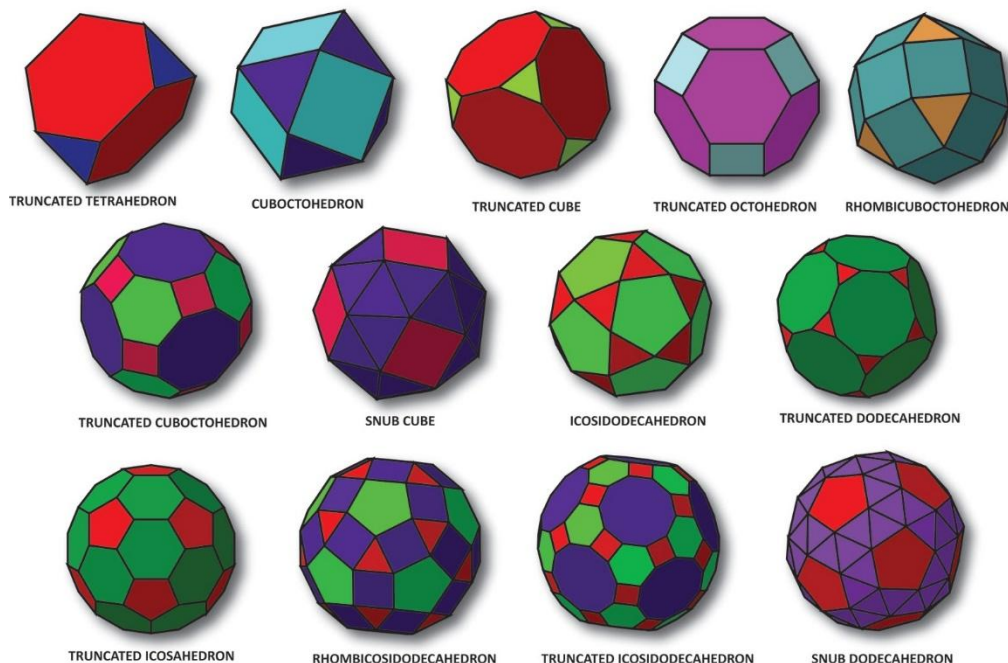 TRUNCATED TETRAHEDRON
CUBOCTOHEDRON
TRUNCATED CUBE
TRUNCATED OCTOHEDRON
RHOMBICUBOCTOHEDRON
TRUNCATED CUBOCTOHEDRON
SNUB CUBE
ICOSIDODECAHEDRON
TRUNCATED DODECAHEDRON
TRUNCATED ICOSAHEDRON
RHOMBICOSIDODECAHEDRON
TRUNCATED ICOSIDODECAHEDRON
SNUB DODECAHEDRON